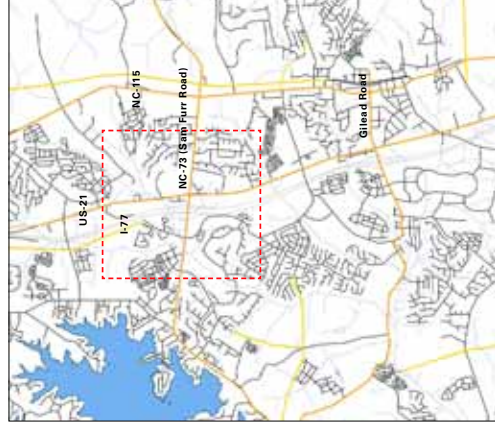 NC-115
US-21
I-77
NC-73 (Sam Furr Road)
Gilead Road